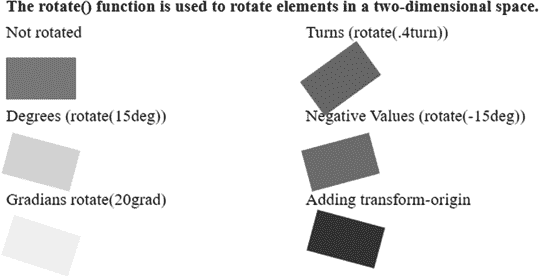 The rotate() function is used to rotate elements in a two-dimensional space.
Not rotated
Turns (rotate(.4turn))
Degrees (rotate(15deg))
Negative Values (rotate(-15deg))
Gradians rotate(20grad)
Adding transform-origin